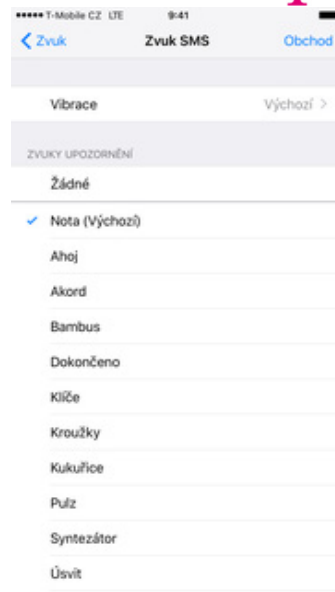 T-Mobile CZ LTE 9:41
Zvuk Zvuk SMS Obchod
Vibrace Výchozí
ZVUKY UPOZORNĚNÍ
Žádné
Nota (Výchozí)
Ahoj
Akord
Bambus
Dokončeno
Klíče
Kroužky
Kukuřice
Pulz
Syntezátor
Úsvit